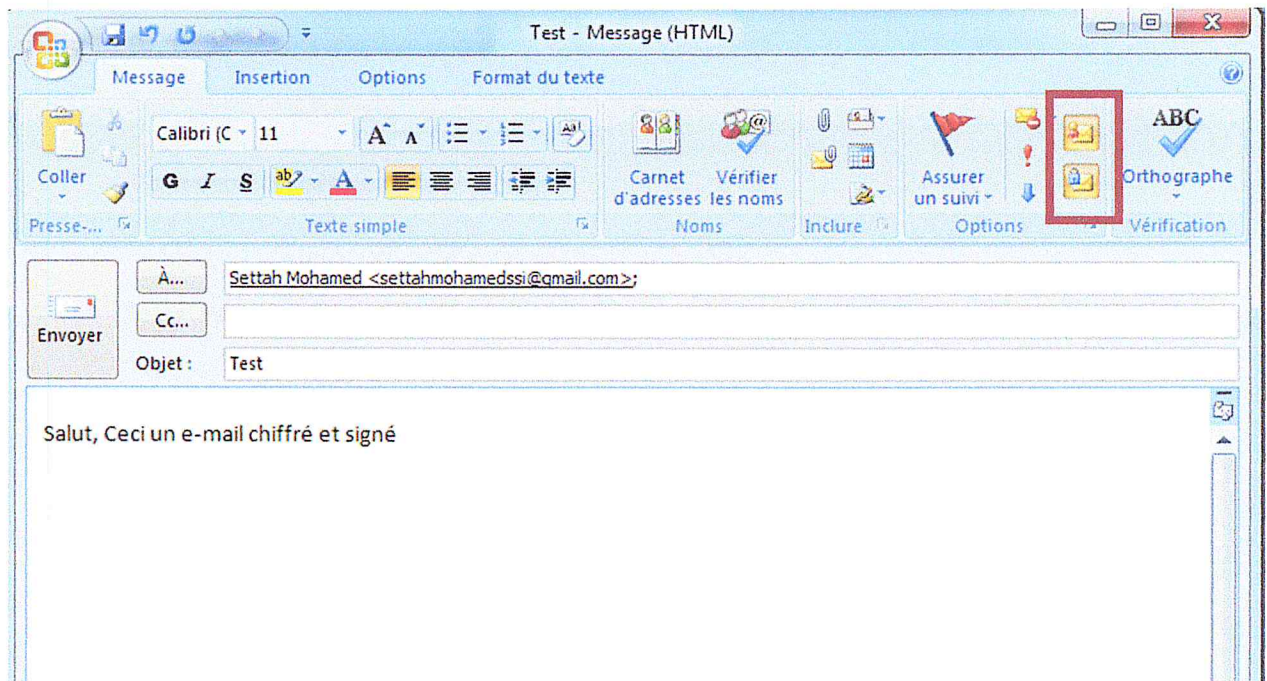 Test - Message (HTML)
Message Insertion Options Format du texte
Calibri (C 11
Coller
G I S ab A
Presse-... Texte simple
Carnet d'adresses
Vérifier les noms
Noms
Inclure
Assurer un suivi
Options
ABC
Orthographe
Vérification
Envoyer
À... Settah Mohamed <settahmohamedssi@gmail.com>;
Cc...
Objet : Test
Salut, Ceci un e-mail chiffré et signé